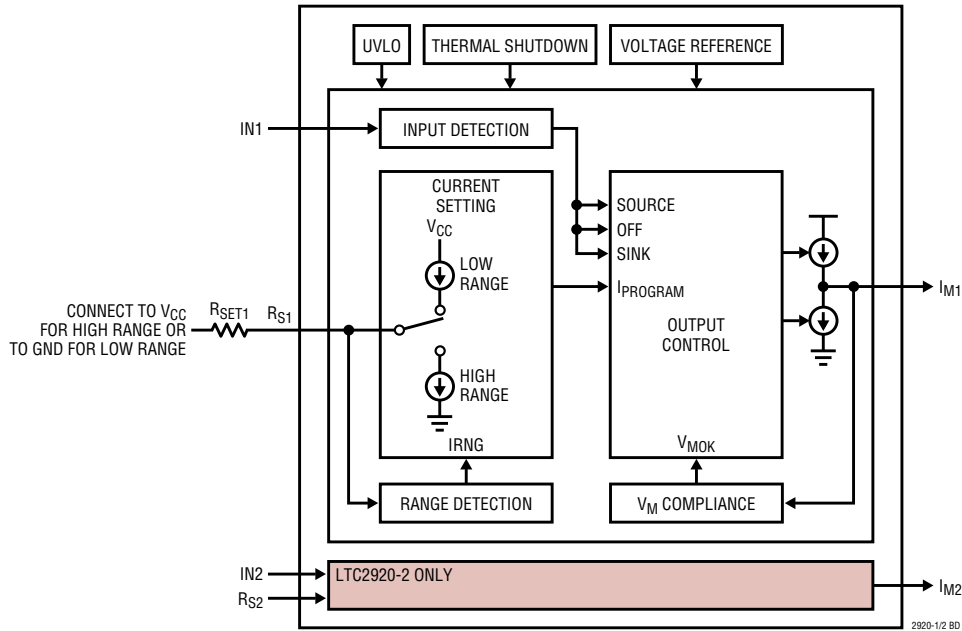 UVLO
THERMAL SHUTDOWN
VOLTAGE REFERENCE
IN1
INPUT DETECTION
CURRENT
SETTING
VCC
LOW
RANGE
HIGH
RANGE
IRNG
SOURCE
OFF
SINK
IPROGRAM
OUTPUT
CONTROL
VMOK
IM1
CONNECT TO VCC
FOR HIGH RANGE OR
TO GND FOR LOW RANGE
RSET1
RS1
RANGE DETECTION
VM COMPLIANCE
IN2
RS2
LTC2920-2 ONLY
IM2
2920-1/2 BD